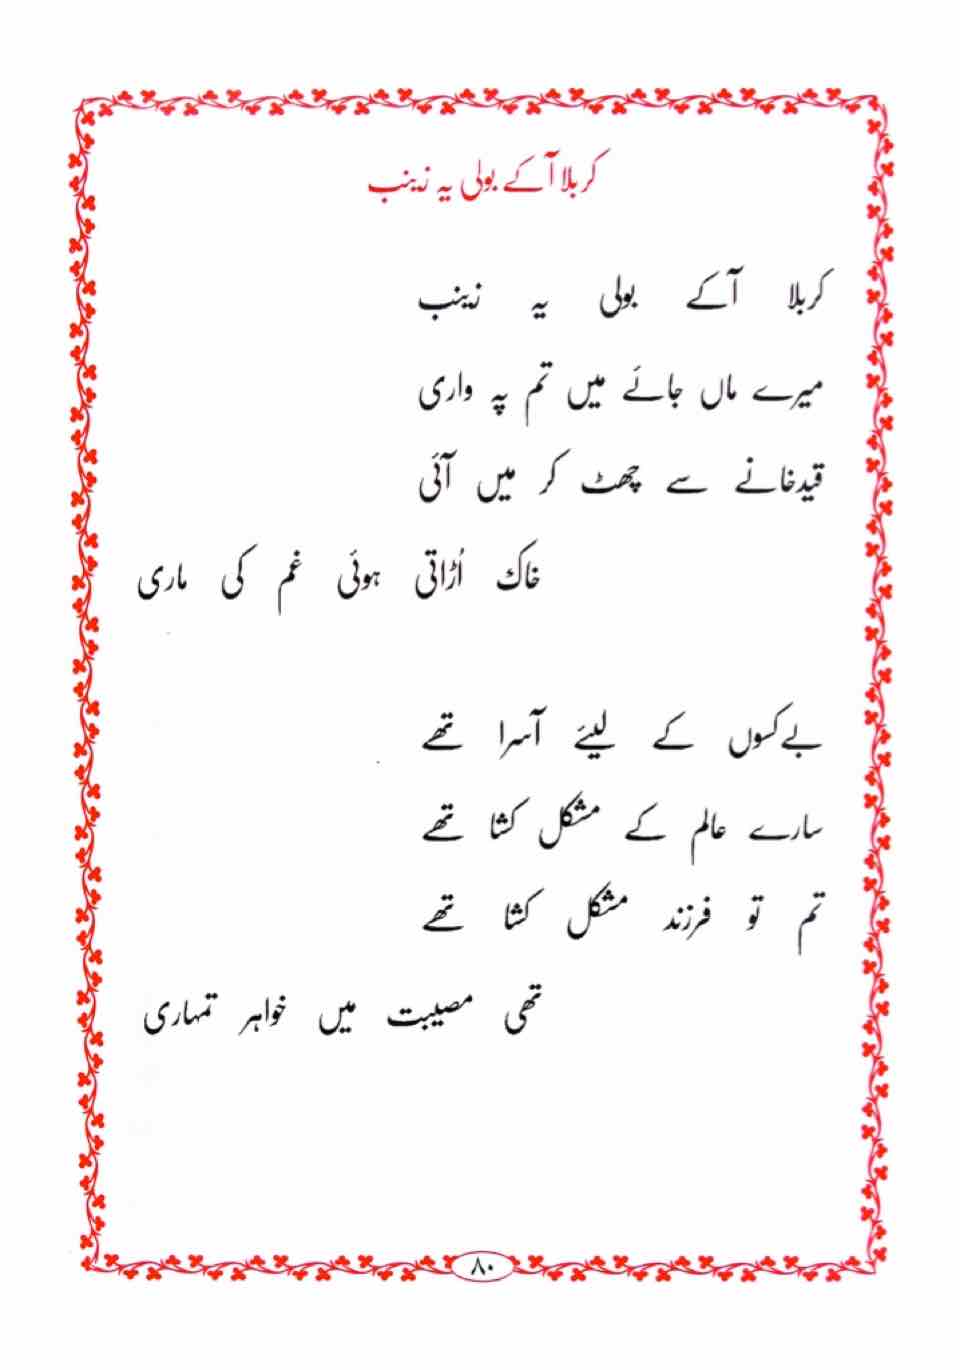 کربلا آکے بولی یہ زینب
کربلا آکے بولی یہ زینب
میرے ماں جائے میں تم پہ واری
قیدخانے سے چھٹ کر میں آئی
خاک اُڑاتی ہوئی غم کی ماری
بےکسوں کے لیئے آسرا تھے
سارے عالم کے مشکل کشا تھے
تم تو فرزند مشکل کشا تھے
تھی مصیبت میں خواہر تمہاری
۸۰